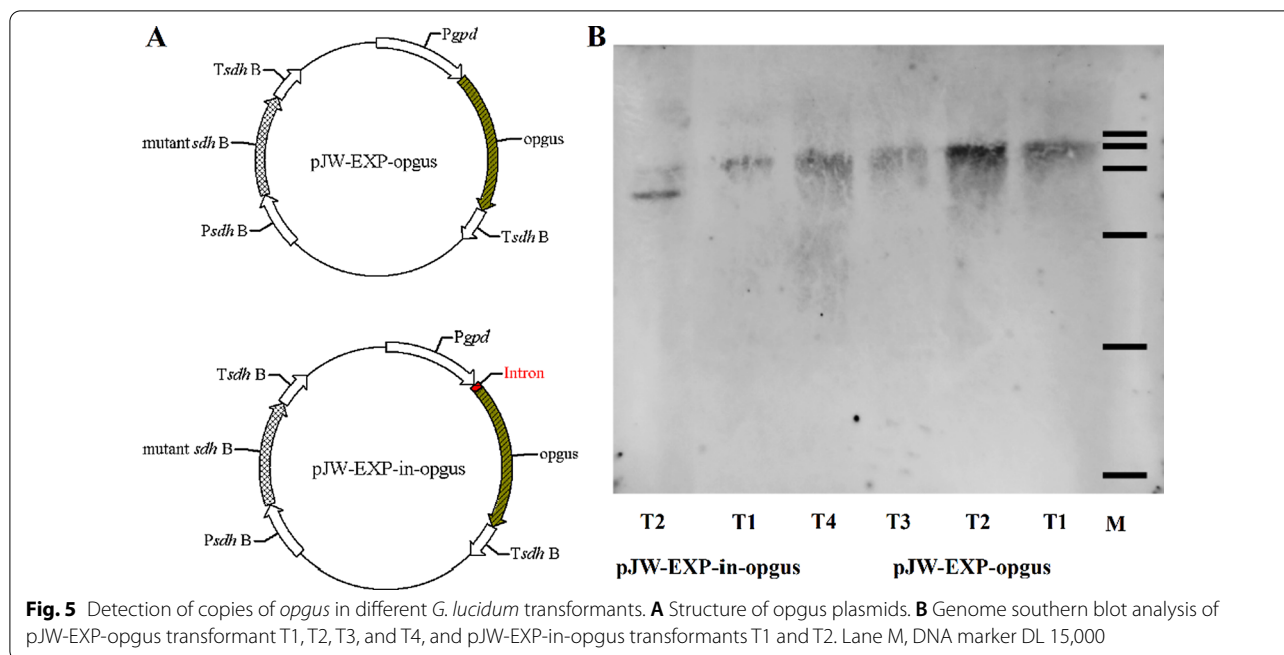 A
Pgpd
Tsdh B
mutant sdh B
opgus
pJW-EXP-opgus
Psdh B
Tsdh B
Pgpd
Intron
Tsdh B
mutant sdh B
opgus
pJW-EXP-in-opgus
Psdh B
Tsdh B
B
T2 T1 T4 T3 T2 T1 M
pJW-EXP-in-opgus pJW-EXP-opgus
Fig. 5 Detection of copies of opgus in different G. lucidum transformants. A Structure of opgus plasmids. B Genome southern blot analysis of
pJW-EXP-opgus transformant T1, T2, T3, and T4, and pJW-EXP-in-opgus transformants T1 and T2. Lane M, DNA marker DL 15,000